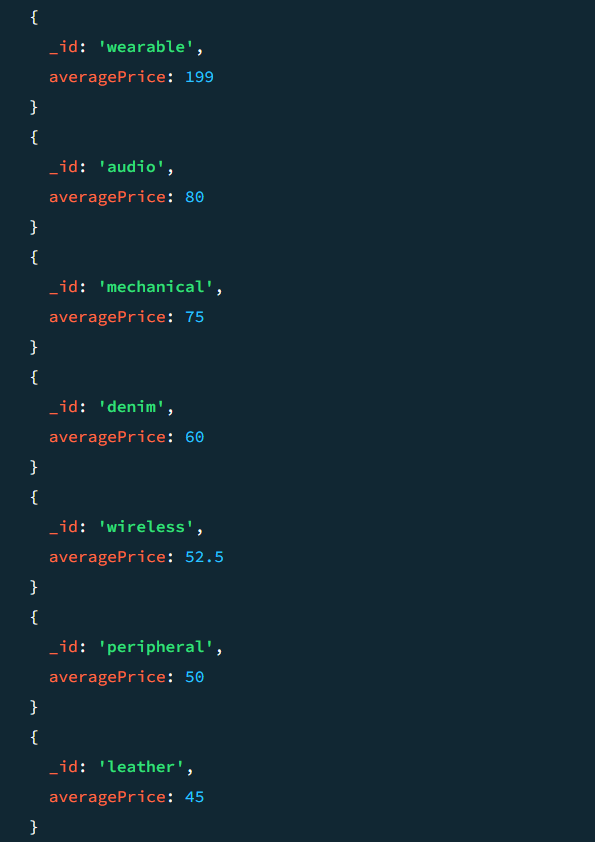 {
  _id: 'wearable',
  averagePrice: 199
}
{
  _id: 'audio',
  averagePrice: 80
}
{
  _id: 'mechanical',
  averagePrice: 75
}
{
  _id: 'denim',
  averagePrice: 60
}
{
  _id: 'wireless',
  averagePrice: 52.5
}
{
  _id: 'peripheral',
  averagePrice: 50
}
{
  _id: 'leather',
  averagePrice: 45
}